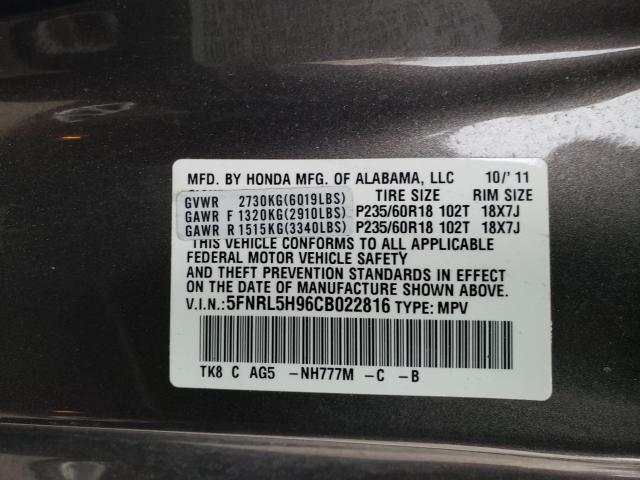 MFD. BY HONDA MFG. OF ALABAMA, LLC 10/'11
TIRE SIZE RIM SIZE
GVWR 2730KG(6019LBS)
GAWR F 1320KG(2910LBS) P235/60R18 102T 18X7J
GAWR R 1515KG(3340LBS) P235/60R18 102T 18X7J
THIS VEHICLE CONFORMS TO ALL APPLICABLE
FEDERAL MOTOR VEHICLE SAFETY
AND THEFT PREVENTION STANDARDS IN EFFECT
ON THE DATE OF MANUFACTURE SHOWN ABOVE.
V.I.N.:5FNRL5H96CB022816 TYPE: MPV
TK8 C AG5 -NH777M -C -B